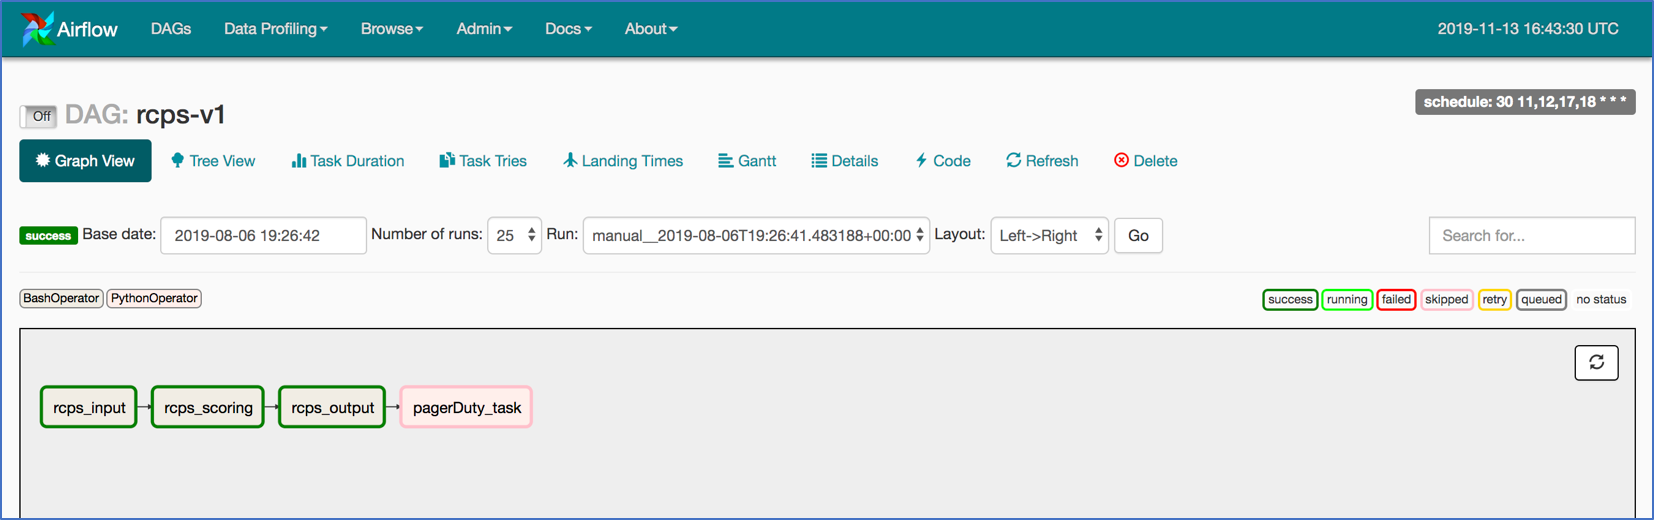 Airflow DAGs Data Profiling Browse Admin Docs About 2019-11-13 16:43:30 UTC
schedule: 30 11,12,17,18 * * *
Off DAG: rcps-v1
Graph View Tree View Task Duration Task Tries Landing Times Gantt Details Code Refresh Delete
success Base date: 2019-08-06 19:26:42 Number of runs: 25 Run: manual__2019-08-06T19:26:41.483188+00:00 Layout: Left->Right Go Search for...
BashOperator PythonOperator success running failed skipped retry queued no status
rcps_input rcps_scoring rcps_output pagerDuty_task